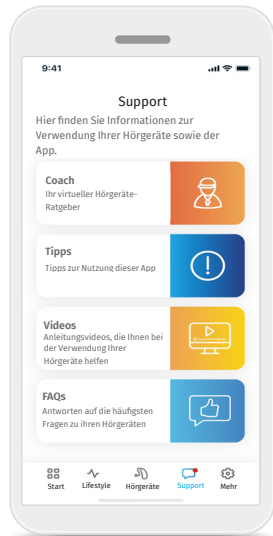 9:41
Support
Hier finden Sie Informationen zur
Verwendung Ihrer Hörgeräte sowie der
App.
Coach
Ihr virtueller Hörgeräte-
Ratgeber
Tipps
Tipps zur Nutzung dieser App
Videos
Anleitungsvideos, die Ihnen bei
der Verwendung Ihrer
Hörgeräte helfen
FAQs
Antworten auf die häufigsten
Fragen zu ihren Hörgeräten
Start Lifestyle Hörgeräte Support Mehr